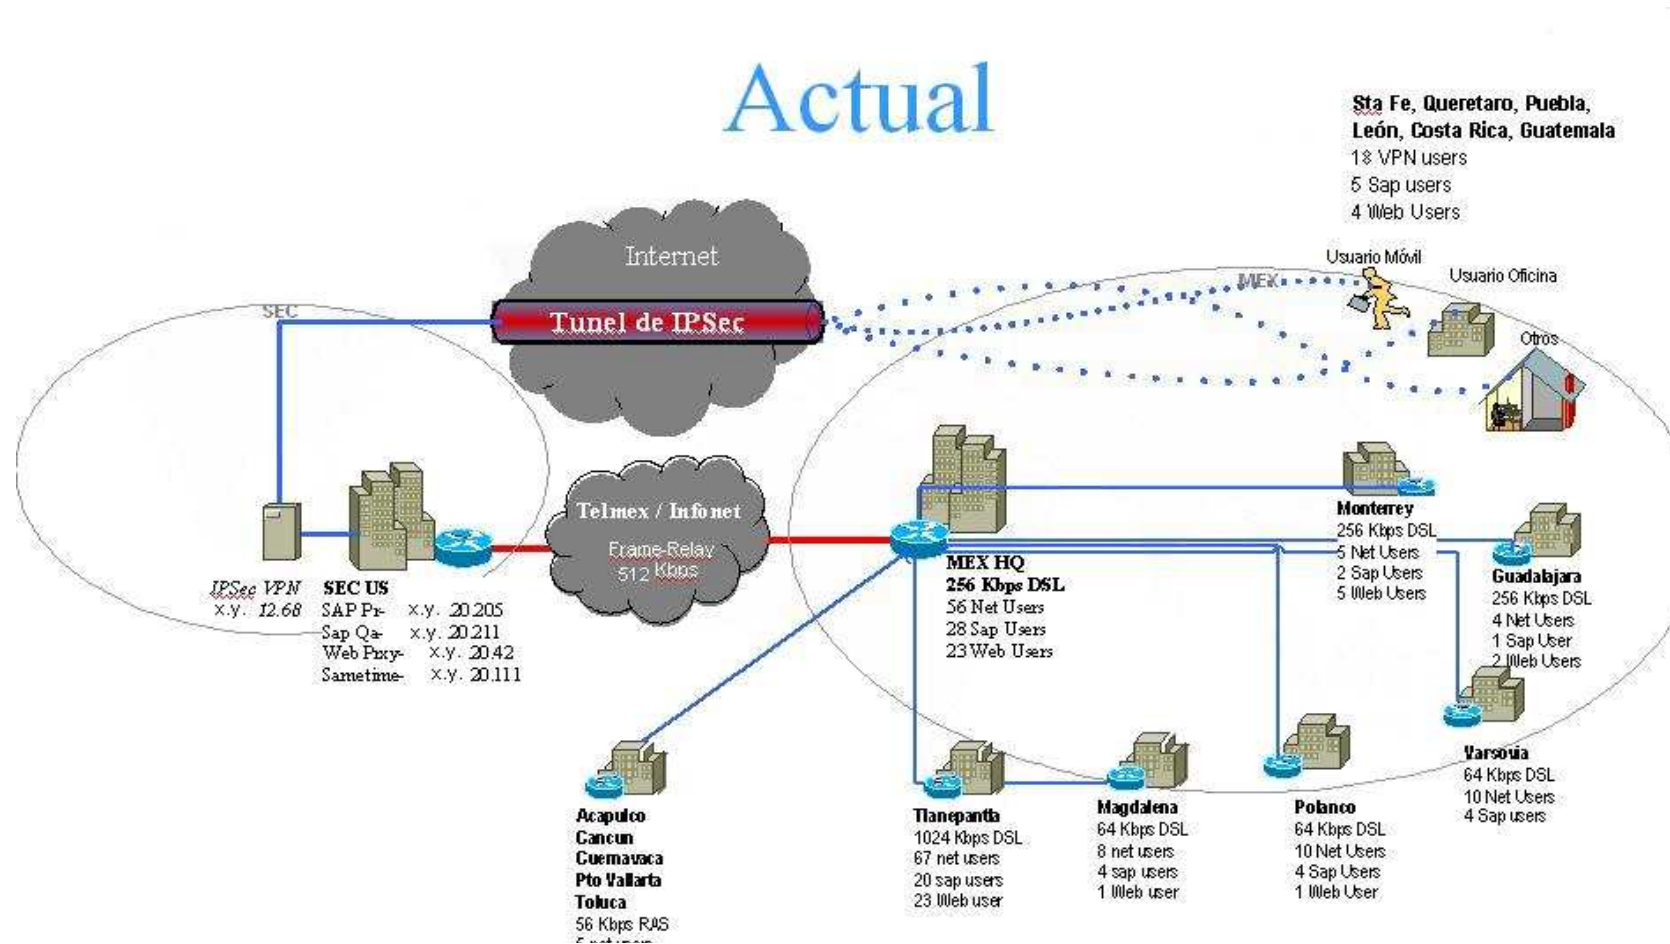 Actual
Sta Fe, Queretaro, Puebla,
León, Costa Rica, Guatemala
18 VPN users
5 Sap users
4 Web Users
Internet
Tunel de IPSec
SEC
MEX
Usuario Móvil
Usuario Oficina
Otros
Telmex / Infonet
Frame-Relay
512 Kbps
IPSec VPN
x.y. 12.68
SEC US
SAP Pr- x.y. 20.205
Sap Qa- x.y. 20.211
Web Prxy- x.y. 20.42
Sametime- x.y. 20.111
MEX HQ
256 Kbps DSL
56 Net Users
28 Sap Users
23 Web Users
Monterrey
256 Kbps DSL
5 Net Users
2 Sap Users
5 Web Users
Guadalajara
256 Kbps DSL
4 Net Users
1 Sap User
2 Web Users
Varsovia
64 Kbps DSL
10 Net Users
4 Sap users
Acapulco
Cancun
Cuernavaca
Pto Vallarta
Toluca
56 Kbps RAS
5 net users
Tlanepantla
1024 Kbps DSL
67 net users
20 sap users
23 Web user
Magdalena
64 Kbps DSL
8 net users
4 sap users
1 Web user
Polanco
64 Kbps DSL
10 Net Users
4 Sap Users
1 Web User